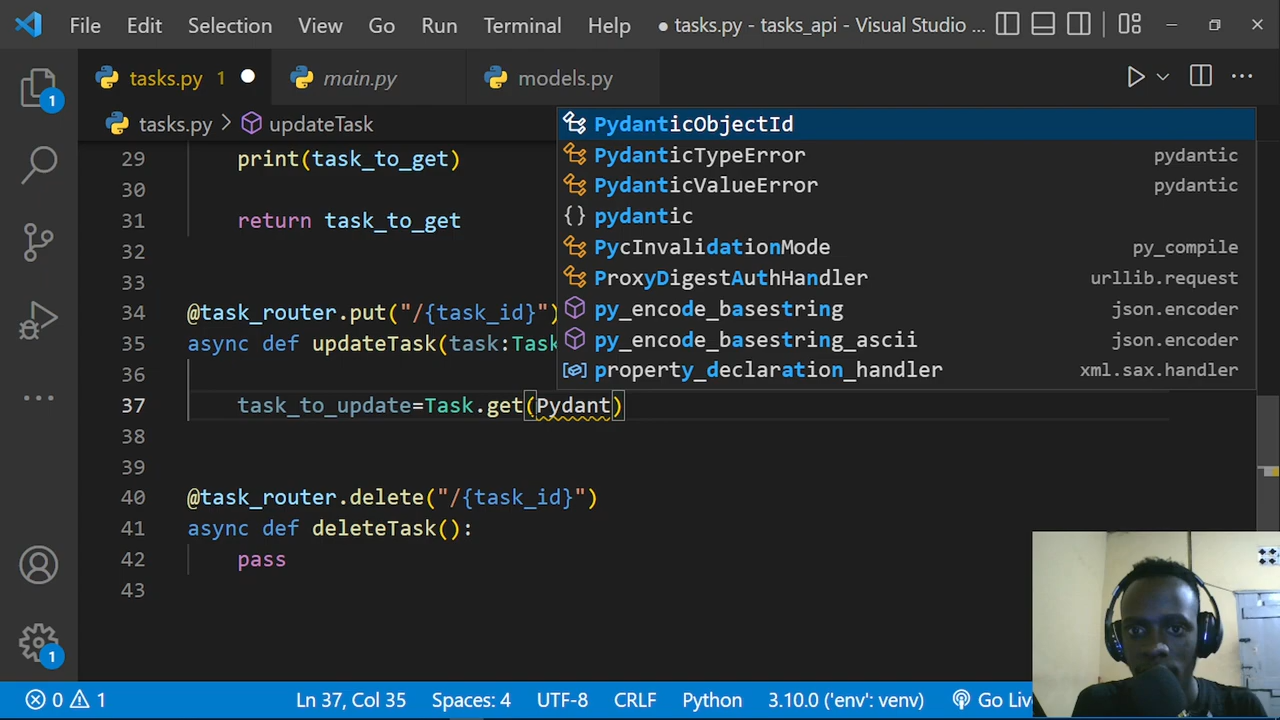 File Edit Selection View Go Run Terminal Help ● tasks.py - tasks_api - Visual Studio ...
tasks.py 1 main.py models.py
tasks.py > updateTask
29 print(task_to_get)
30
31 return task_to_get
32
33
34 @task_router.put("/{task_id}")
35 async def updateTask(task:Task
36
37 task_to_update=Task.get(Pydant)
38
39
40 @task_router.delete("/{task_id}")
41 async def deleteTask():
42 pass
43
PydanticObjectId
PydanticTypeError pydantic
PydanticValueError pydantic
{} pydantic
PycInvalidationMode py_compile
ProxyDigestAuthHandler urllib.request
py_encode_basestring json.encoder
py_encode_basestring_ascii json.encoder
property_declaration_handler xml.sax.handler
1
1
0 1 Ln 37, Col 35 Spaces: 4 UTF-8 CRLF Python 3.10.0 ('env': venv) Go Liv